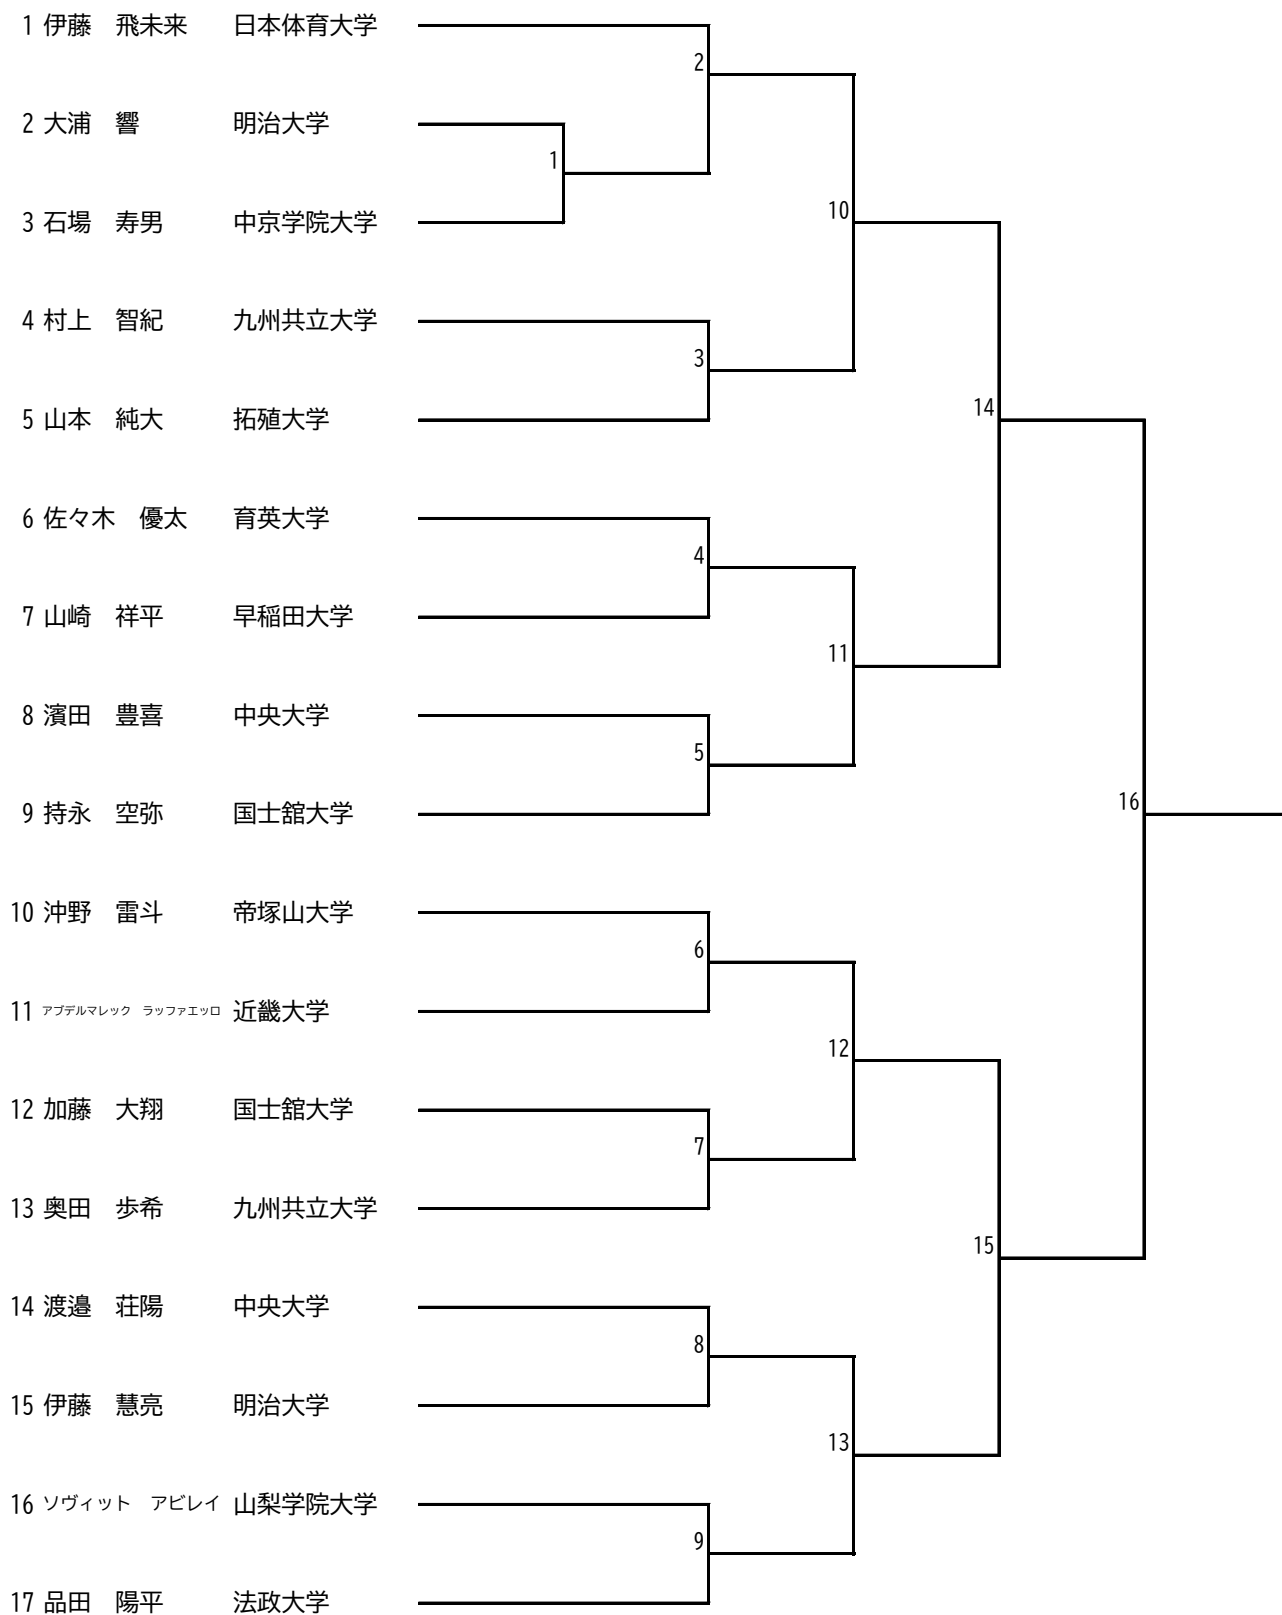 1 伊藤　飛未来　日本体育大学
2
2 大浦　響　明治大学
1
3 石場　寿男　中京学院大学
10
4 村上　智紀　九州共立大学
3
5 山本　純大　拓殖大学
14
6 佐々木　優太　育英大学
4
7 山崎　祥平　早稲田大学
11
8 濱田　豊喜　中央大学
5
9 持永　空弥　国士舘大学
16
10 沖野　雷斗　帝塚山大学
6
11 アブデルマレック　ラッファエッロ　近畿大学
12
12 加藤　大翔　国士舘大学
7
13 奥田　歩希　九州共立大学
15
14 渡邉　荘陽　中央大学
8
15 伊藤　慧亮　明治大学
13
16 ソヴィット　アビレイ　山梨学院大学
9
17 品田　陽平　法政大学